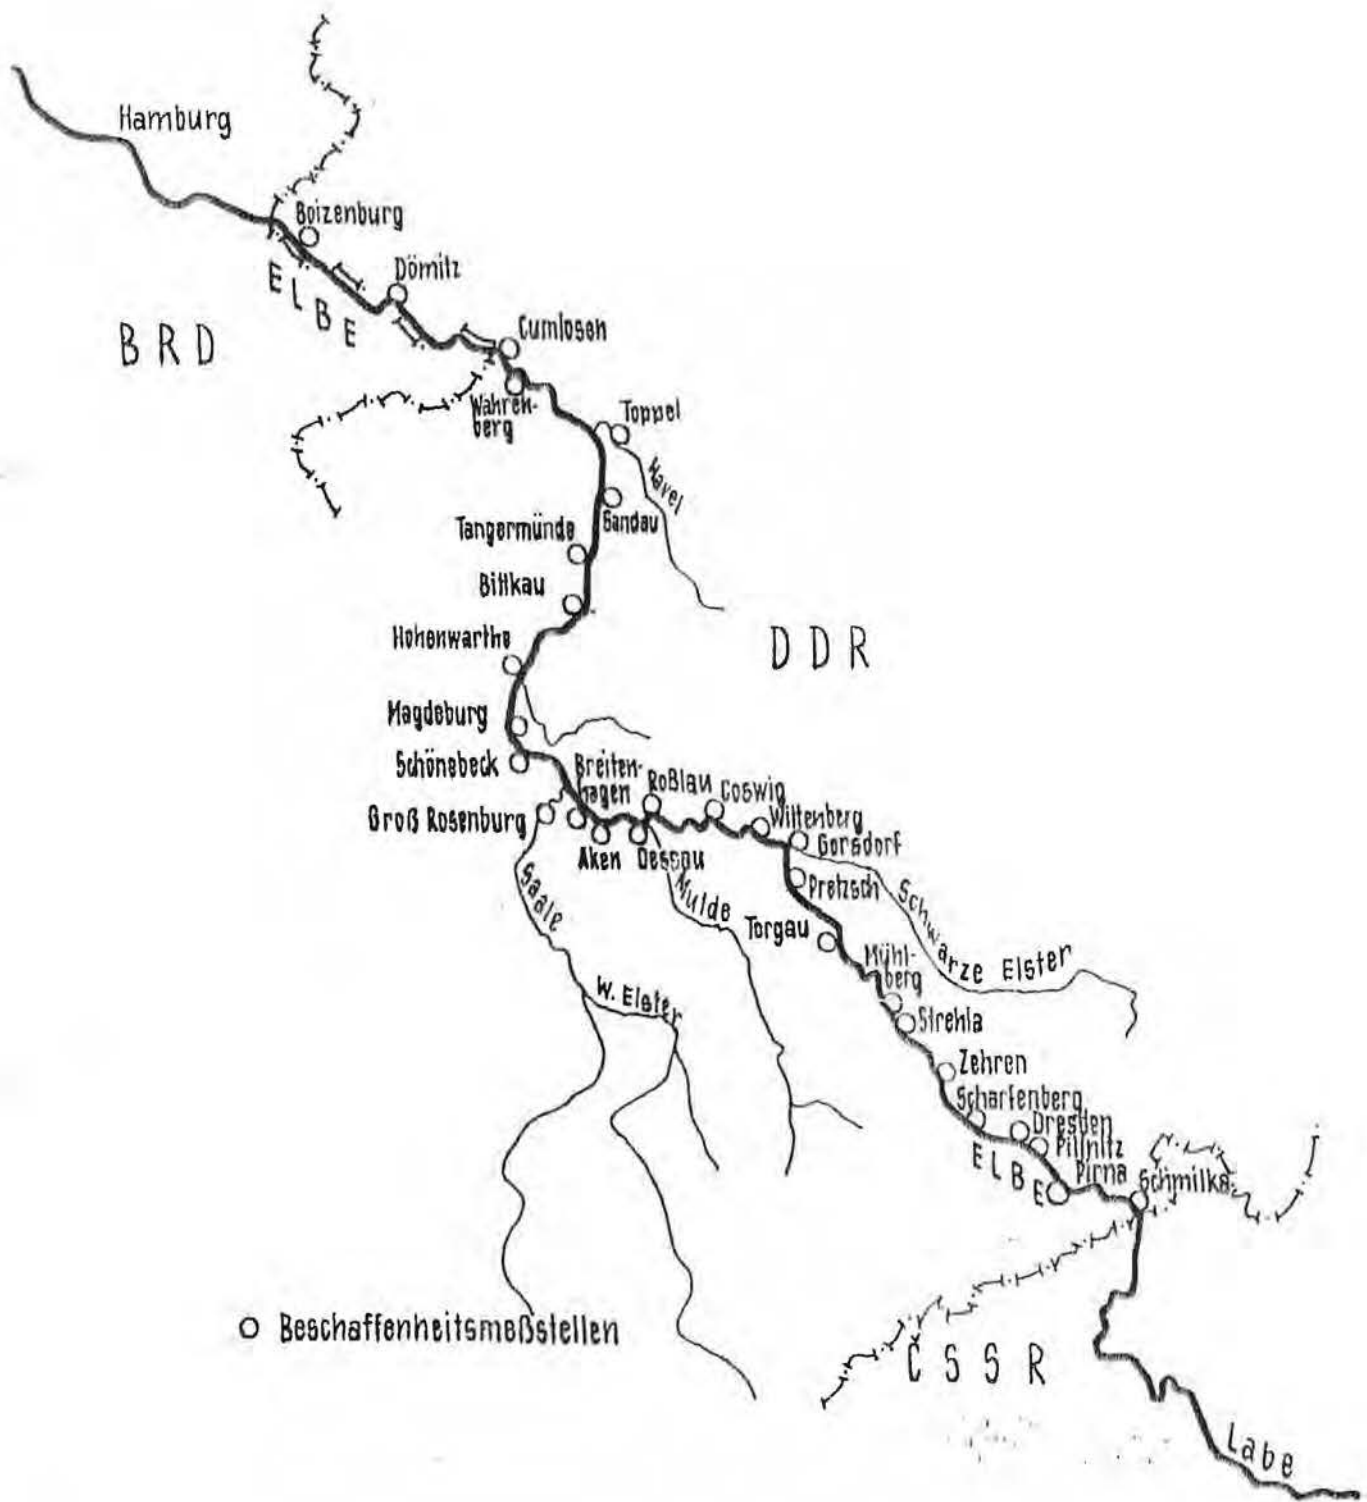 Hamburg
Boizenburg
Dömitz
ELBE
BRD
Cumlosen
Wahren-
berg
Toppel
Havel
Sandau
Tangermünde
Bittkau
Hohenwarthe
DDR
Magdeburg
Schönebeck
Breiten-
hagen
Roßlau
Coswig
Wittenberg
Groß Rosenburg
Gorsdorf
Aken
Dessau
Pretzsch
Saale
Mulde
Schwarze Elster
Torgau
Mühl-
berg
W. Elster
Strehla
Zehren
Scharfenberg
Dresden
Pillnitz
ELBE
Pirna
Schmilka
Beschaffenheitsmeßstellen
ČSSR
Labe